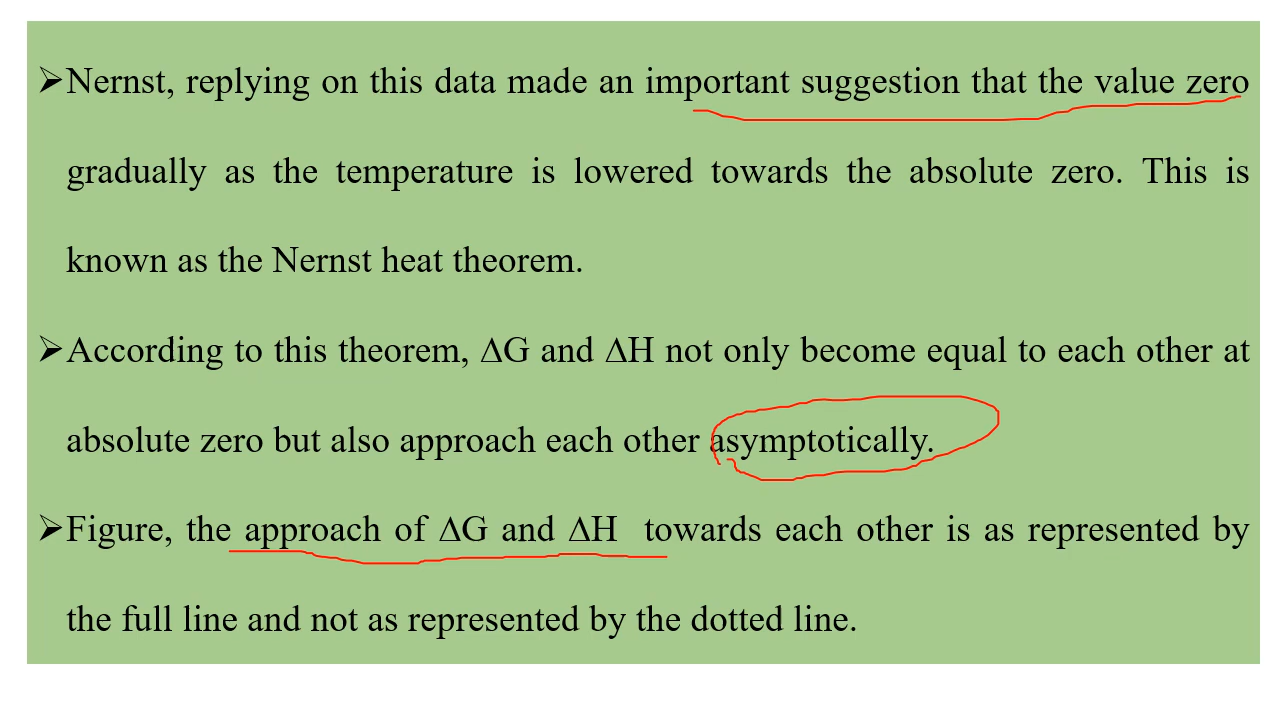 ➢Nernst, replying on this data made an important suggestion that the value zero
gradually as the temperature is lowered towards the absolute zero. This is
known as the Nernst heat theorem.
➢According to this theorem, ΔG and ΔH not only become equal to each other at
absolute zero but also approach each other asymptotically.
➢Figure, the approach of ΔG and ΔH towards each other is as represented by
the full line and not as represented by the dotted line.